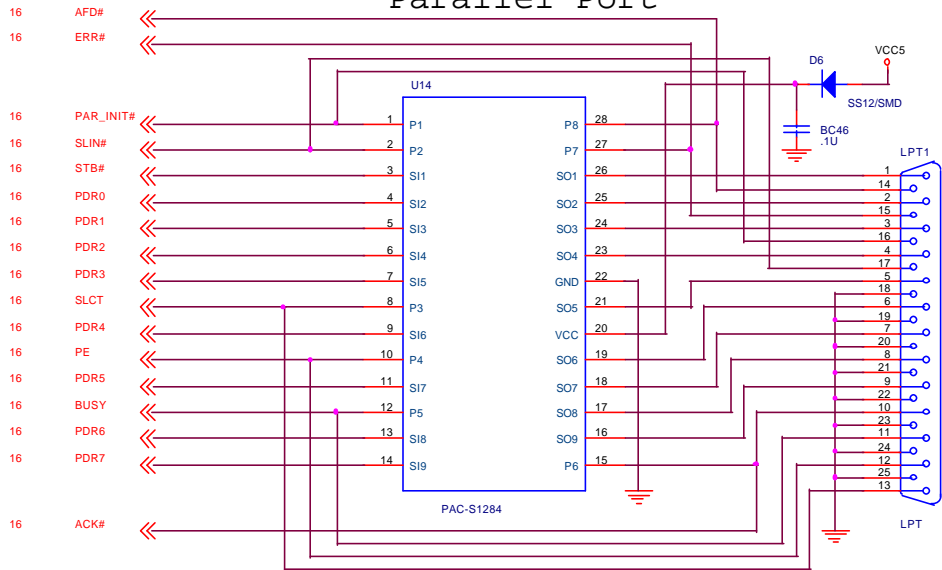 Parallel Port
16 AFD#
16 ERR#
D6
VCC5
SS12/SMD
BC46
.1U
U14
LPT1
16 PAR_INIT# 1 P1 P8 28
16 SLIN# 2 P2 P7 27
16 STB# 3 SI1 SO1 26 1
14
16 PDR0 4 SI2 SO2 25 2
15
16 PDR1 5 SI3 SO3 24 3
16
16 PDR2 6 SI4 SO4 23 4
17
16 PDR3 7 SI5 GND 22 5
18
16 SLCT 8 P3 SO5 21 6
19
16 PDR4 9 SI6 VCC 20 7
20
16 PE 10 P4 SO6 19 8
21
16 PDR5 11 SI7 SO7 18 9
22
16 BUSY 12 P5 SO8 17 10
23
16 PDR6 13 SI8 SO9 16 11
24
16 PDR7 14 SI9 P6 15 12
25
13
PAC-S1284
LPT
16 ACK#